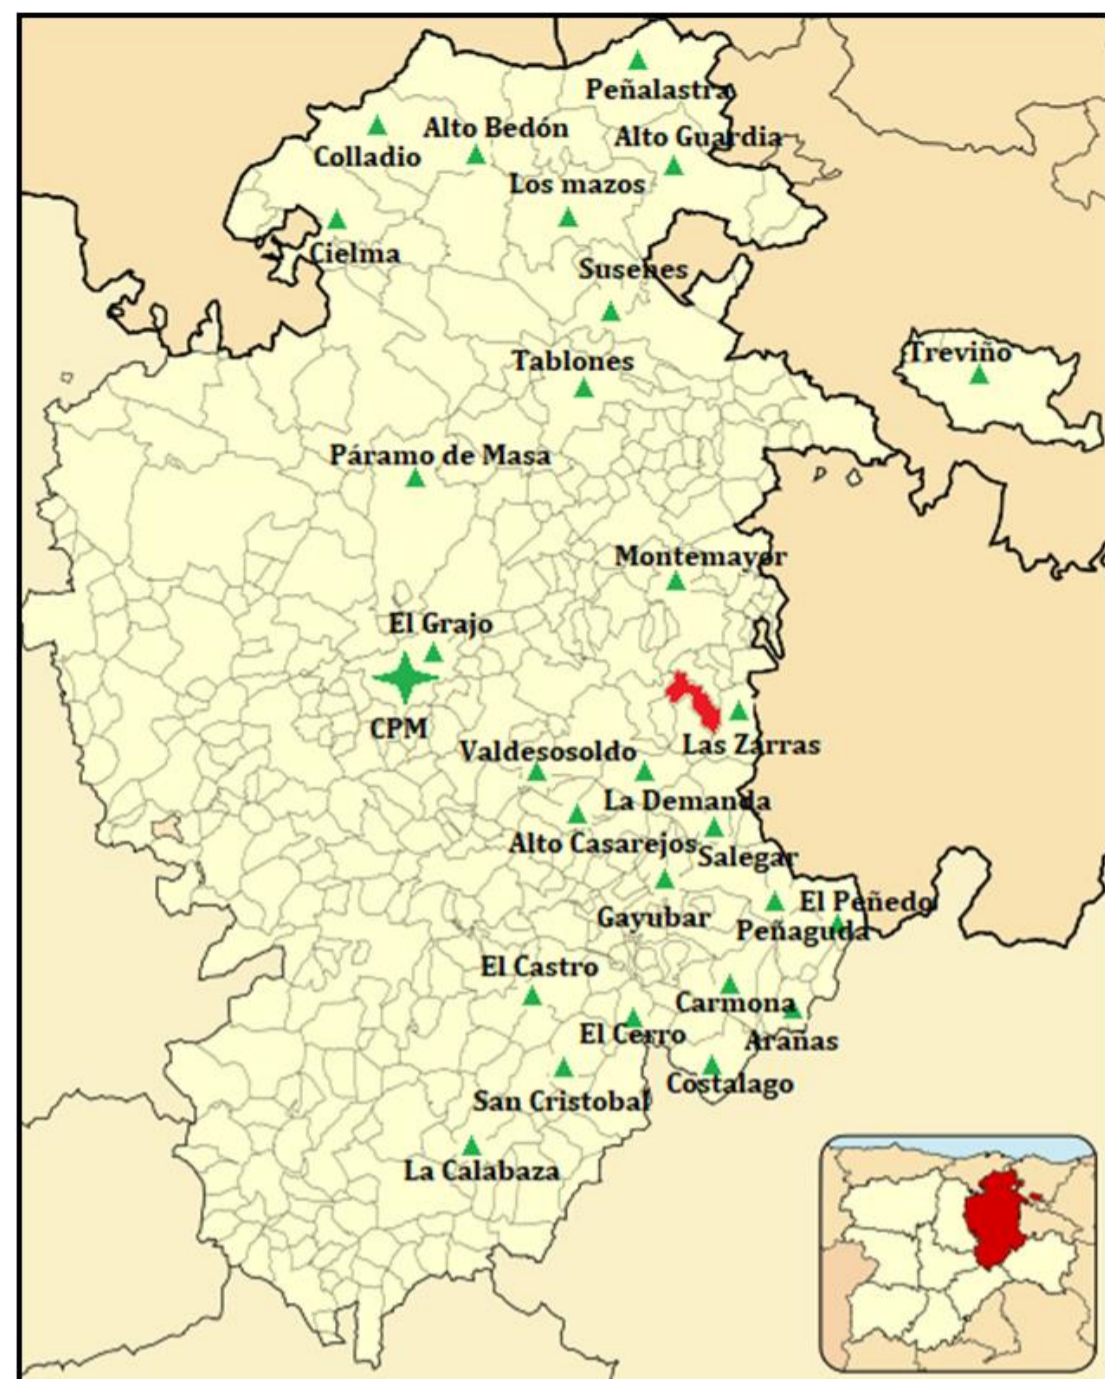 Peñalastra
Alto Bedón
Alto Guardia
Colladio
Los mazos
Cielma
Susenes
Treviño
Tablones
Páramo de Masa
Montemayor
El Grajo
CPM
Las Zarras
Valdesosoldo
La Demanda
Alto Casarejos
Salegar
El Peñedo
Gayubar
Peñaguda
El Castro
Carmona
El Cerro
Arañas
Costalago
San Cristobal
La Calabaza